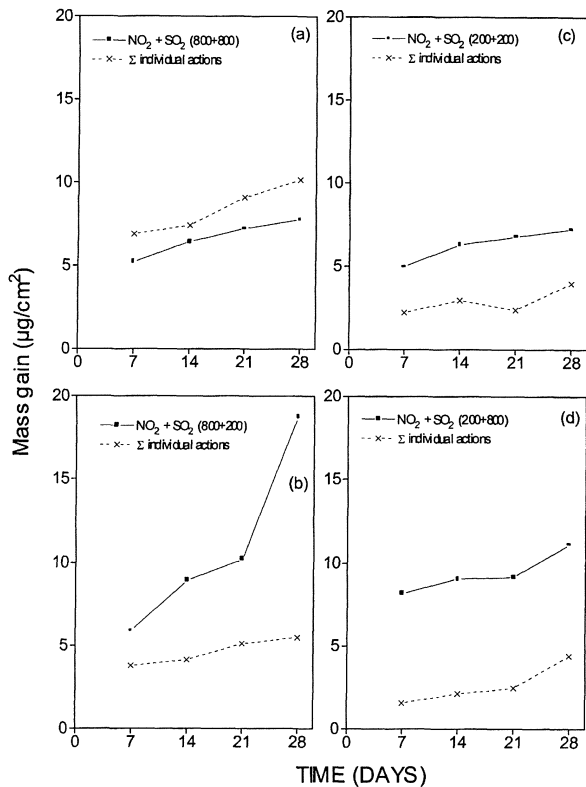 NO₂ + SO₂ (800+800)
Σ individual actions
(a)
20
15
10
5
0
0 7 14 21 28
NO₂ + SO₂ (200+200)
Σ individual actions
(c)
20
15
10
5
0
0 7 14 21 28
Mass gain (µg/cm²)
NO₂ + SO₂ (800+200)
Σ individual actions
(b)
20
15
10
5
0
0 7 14 21 28
NO₂ + SO₂ (200+800)
Σ individual actions
(d)
20
15
10
5
0
0 7 14 21 28
TIME (DAYS)